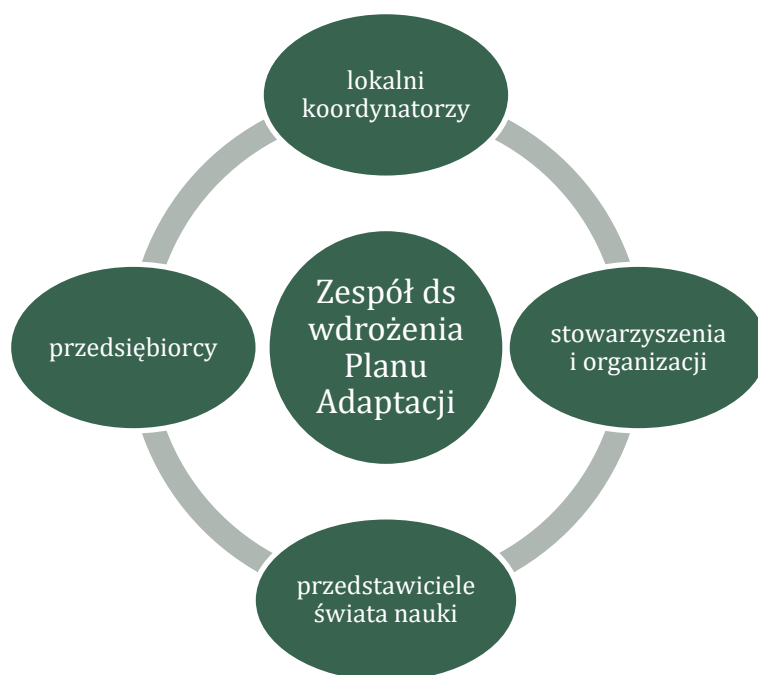 lokalni
koordynatorzy
przedsiębiorcy
Zespół ds
wdrożenia
Planu
Adaptacji
stowarzyszenia
i organizacji
przedstawiciele
świata nauki